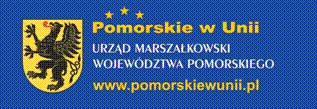 Pomorskie w Unii
URZĄD MARSZAŁKOWSKI
WOJEWÓDZTWA POMORSKIEGO
www.pomorskiewunii.pl